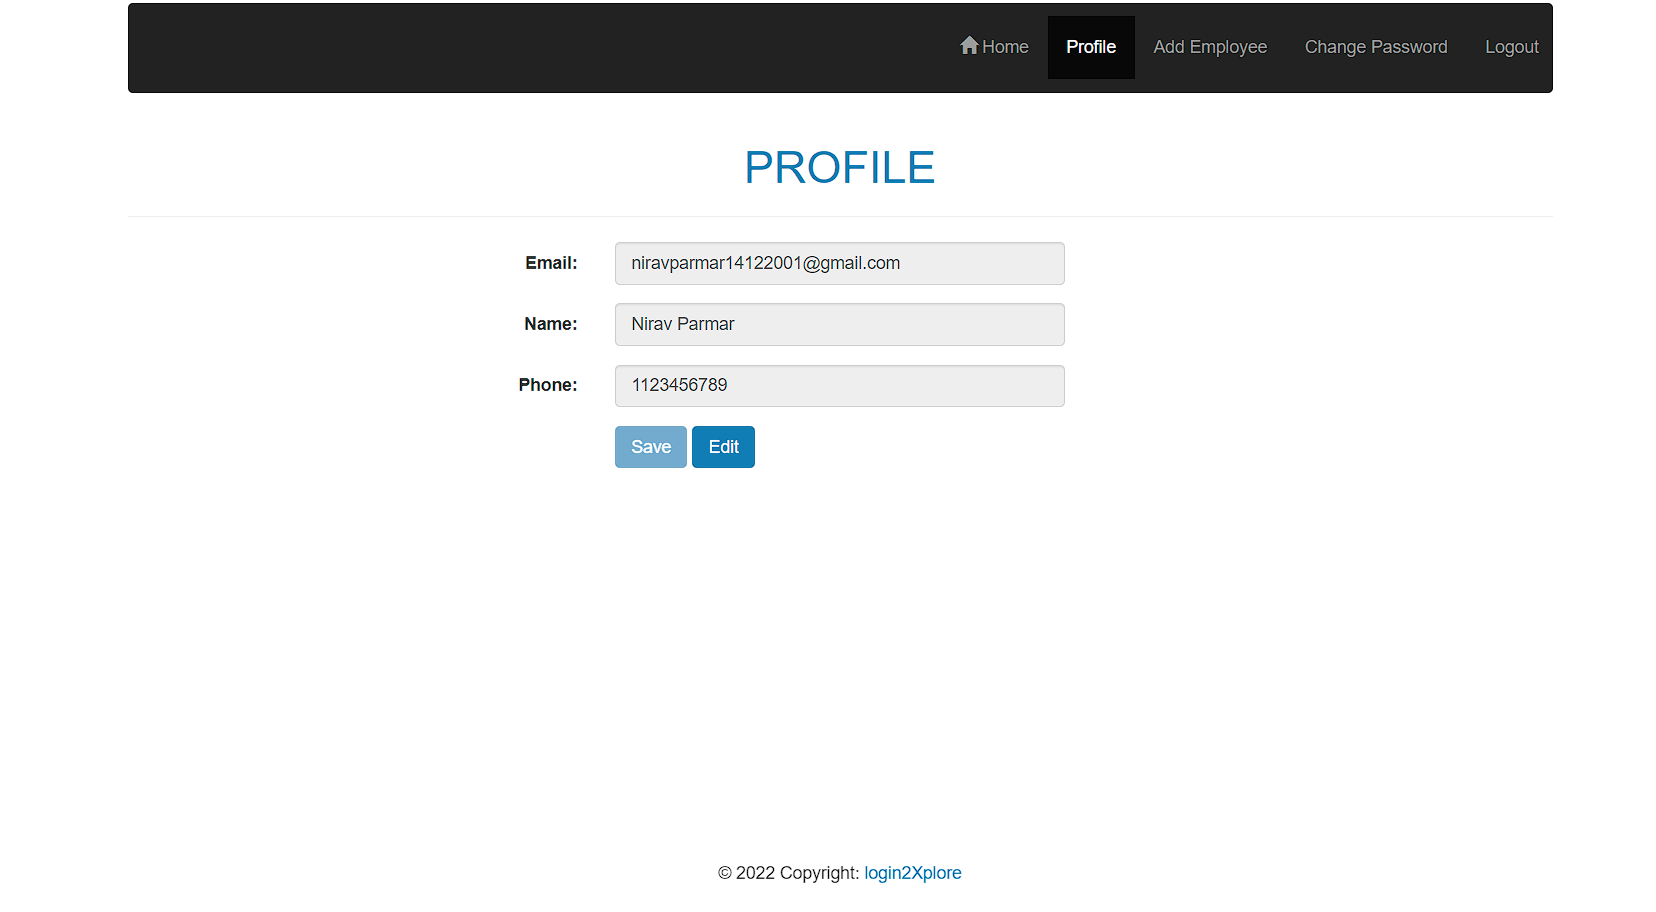 Home Profile Add Employee Change Password Logout
PROFILE
Email: niravparmar14122001@gmail.com
Name: Nirav Parmar
Phone: 1123456789
Save Edit
© 2022 Copyright: login2Xplore